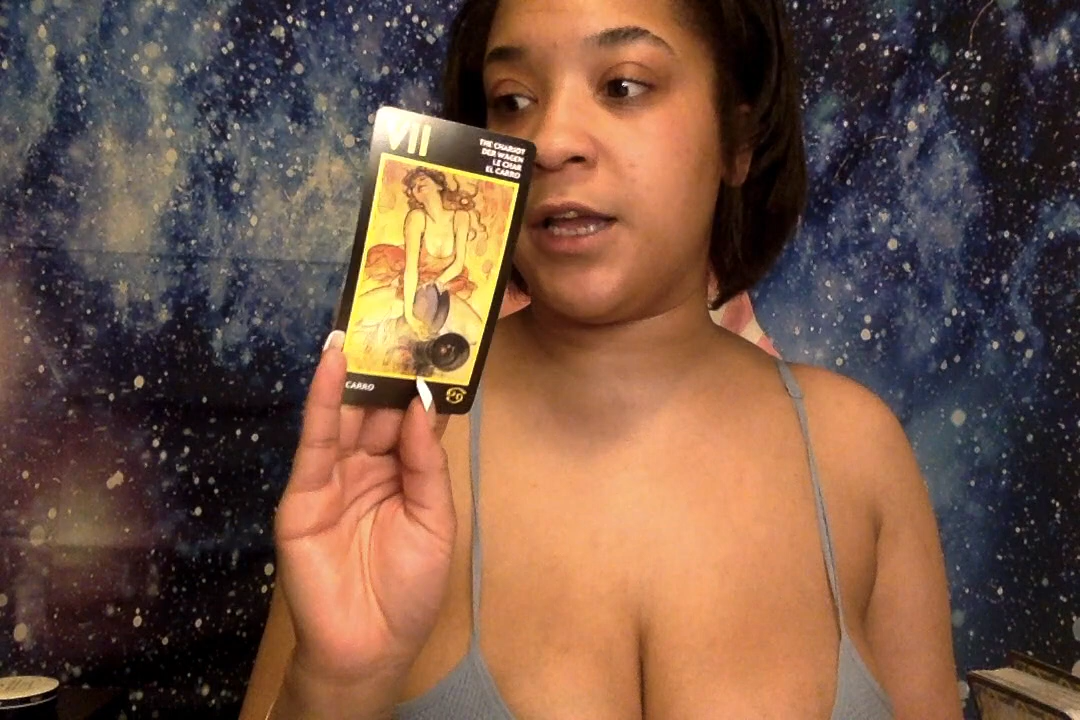 VII
THE CHARIOT
DER WAGEN
LE CHAR
EL CARRO
CARRO